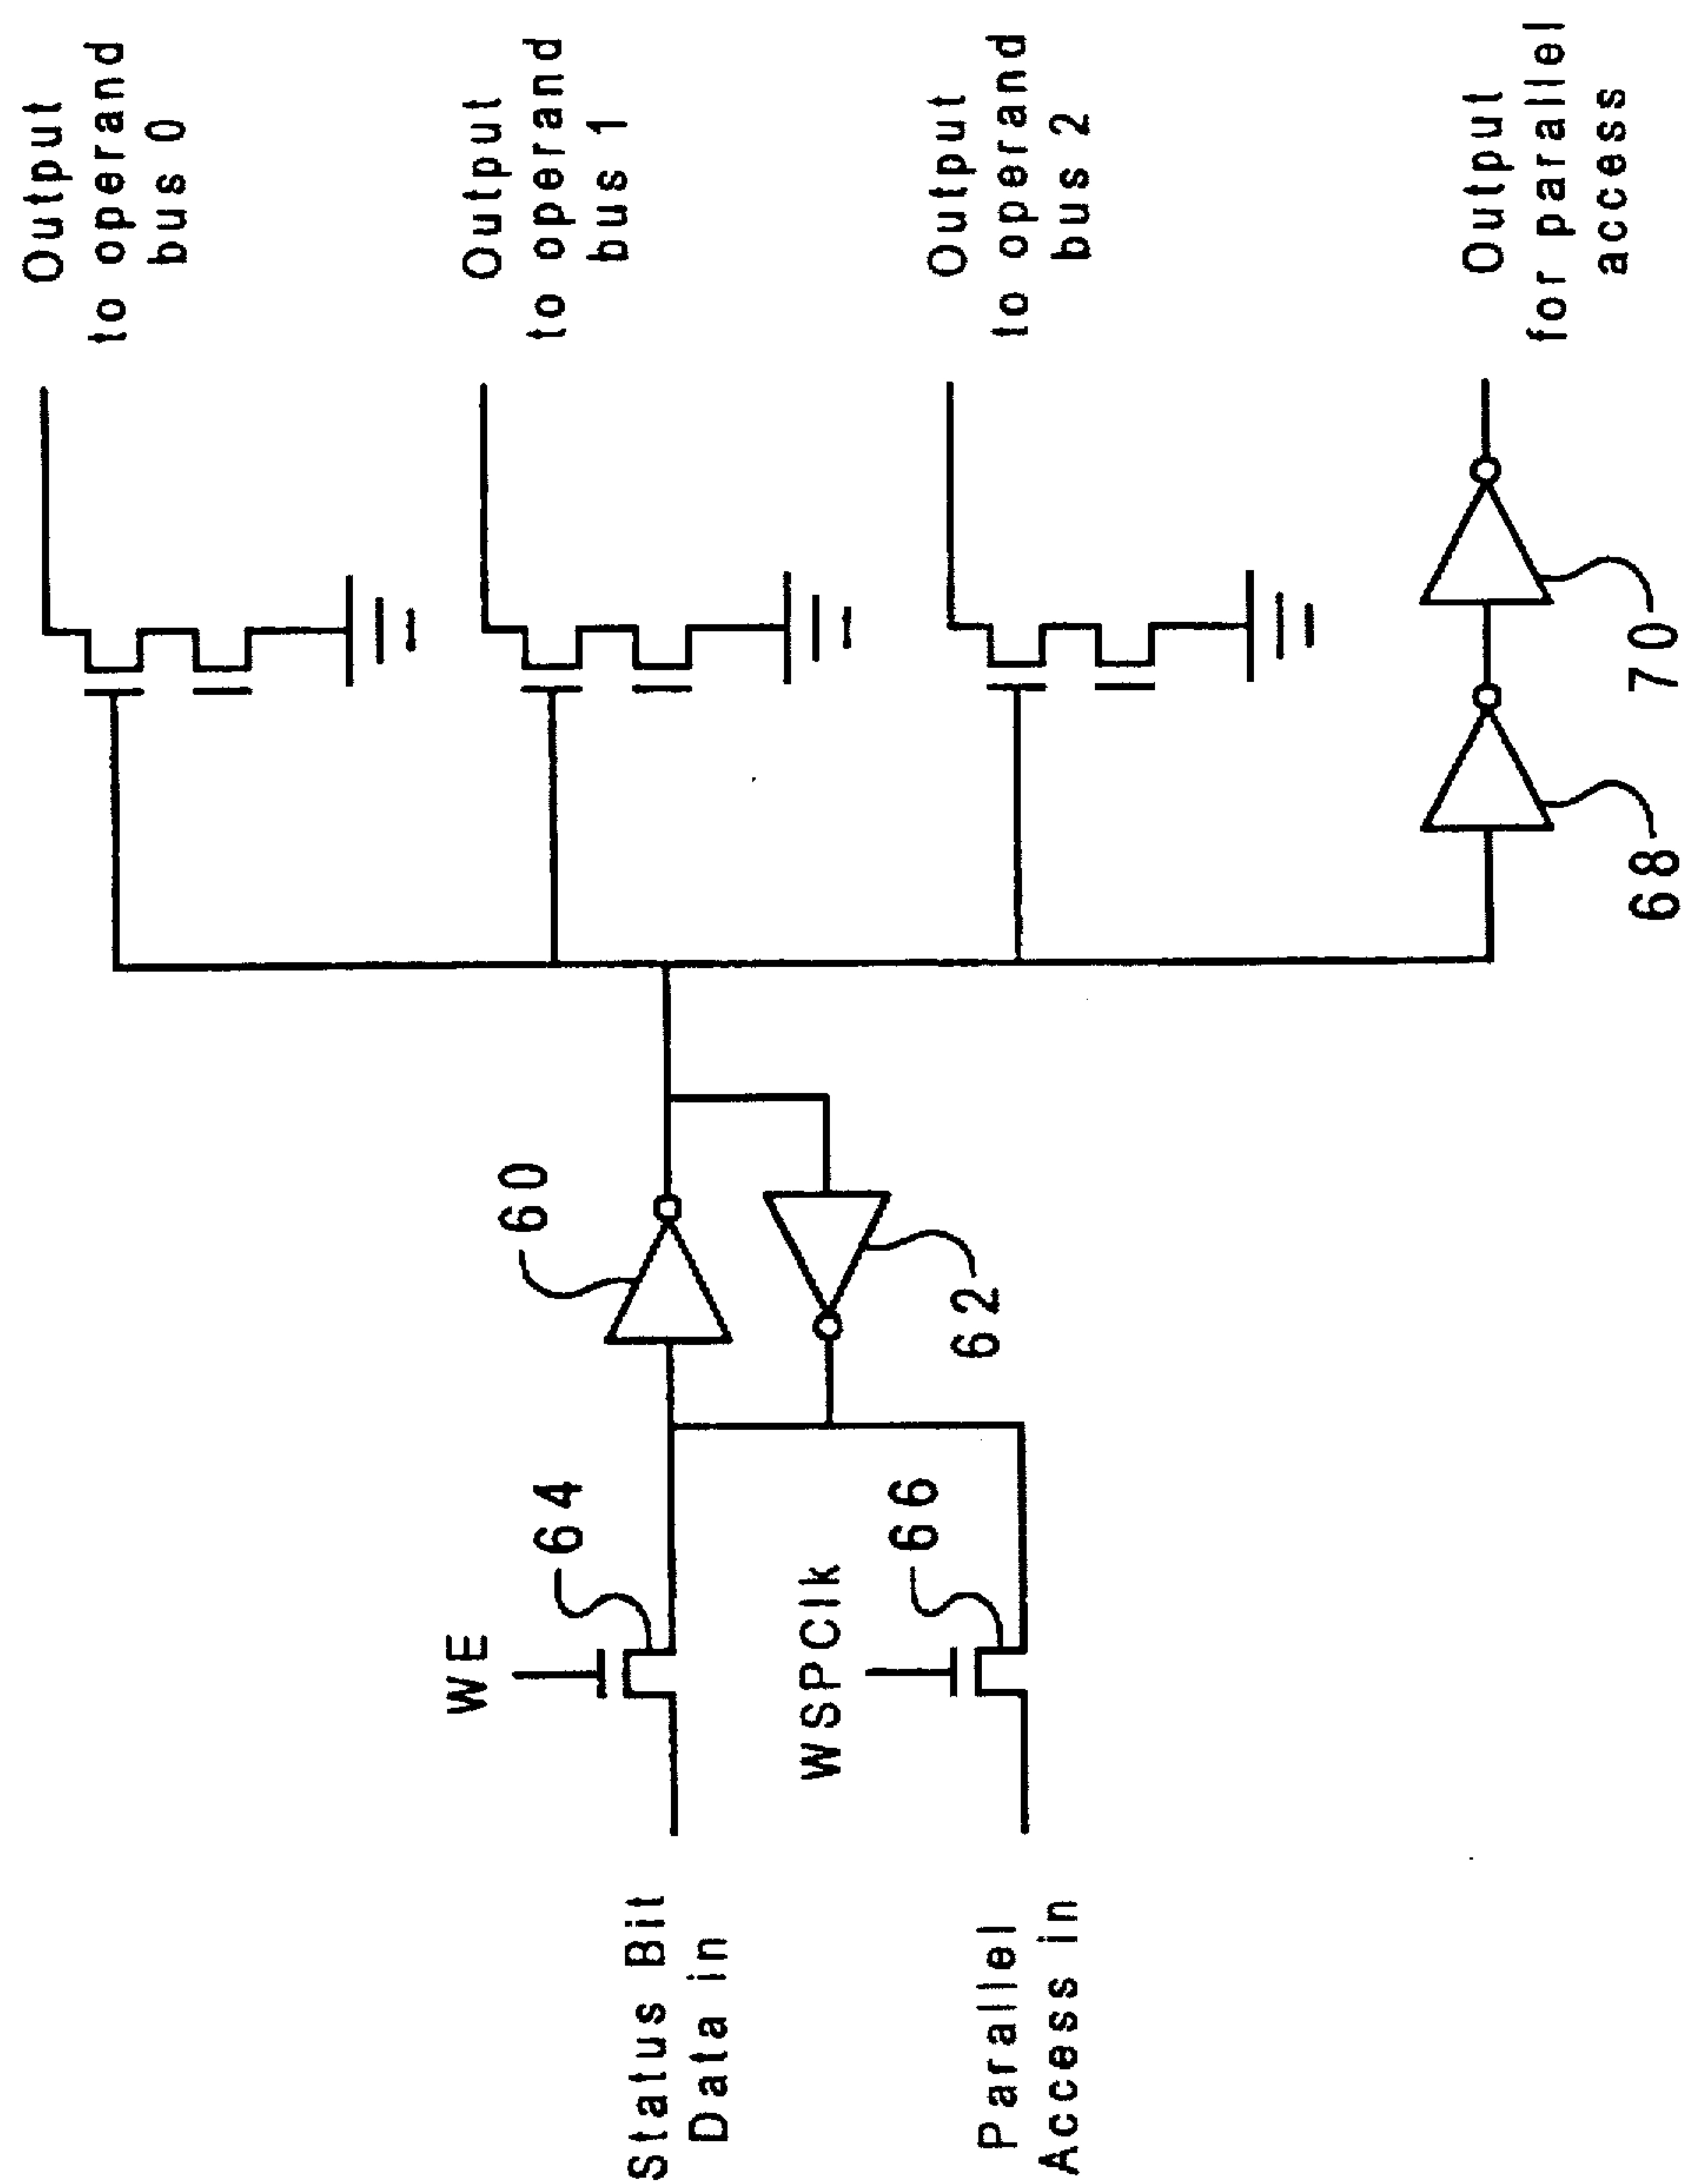 Output
to operand
bus 0
Output
to operand
bus 1
Output
to operand
bus 2
Output
for parallel
access
60
62
64
66
68
70
WE
WSPClk
Status Bit
Data in
Parallel
Access in